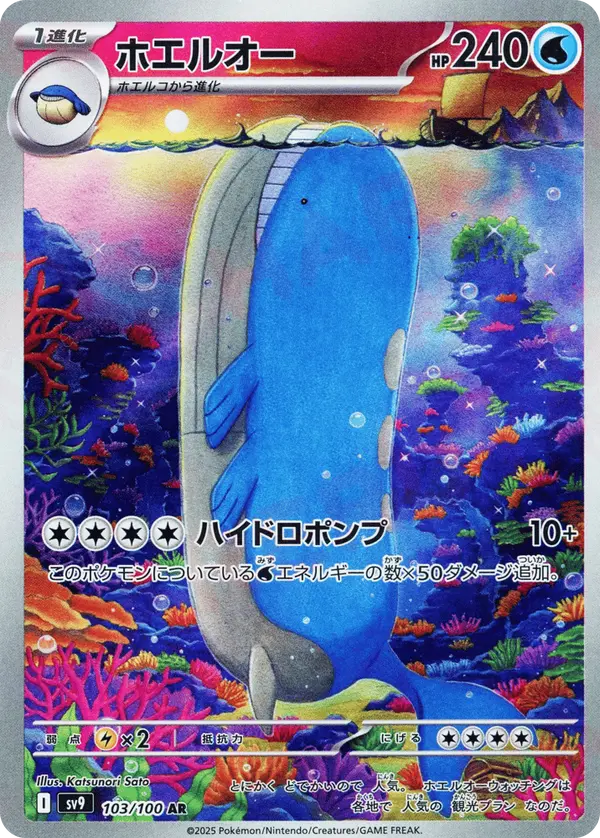 1進化 ホエルオー HP240
ホエルコから進化
ハイドロポンプ 10+
このポケモンについているエネルギーの数×50ダメージ追加。
弱点 ×2 抵抗力 にげる
Illus. Katsunori Sato
I sv9 103/100 AR
とにかく どでかいので 人気。ホエルオーウォッチングは
各地で 人気の 観光プラン なのだ。
©2025 Pokémon/Nintendo/Creatures/GAME FREAK.